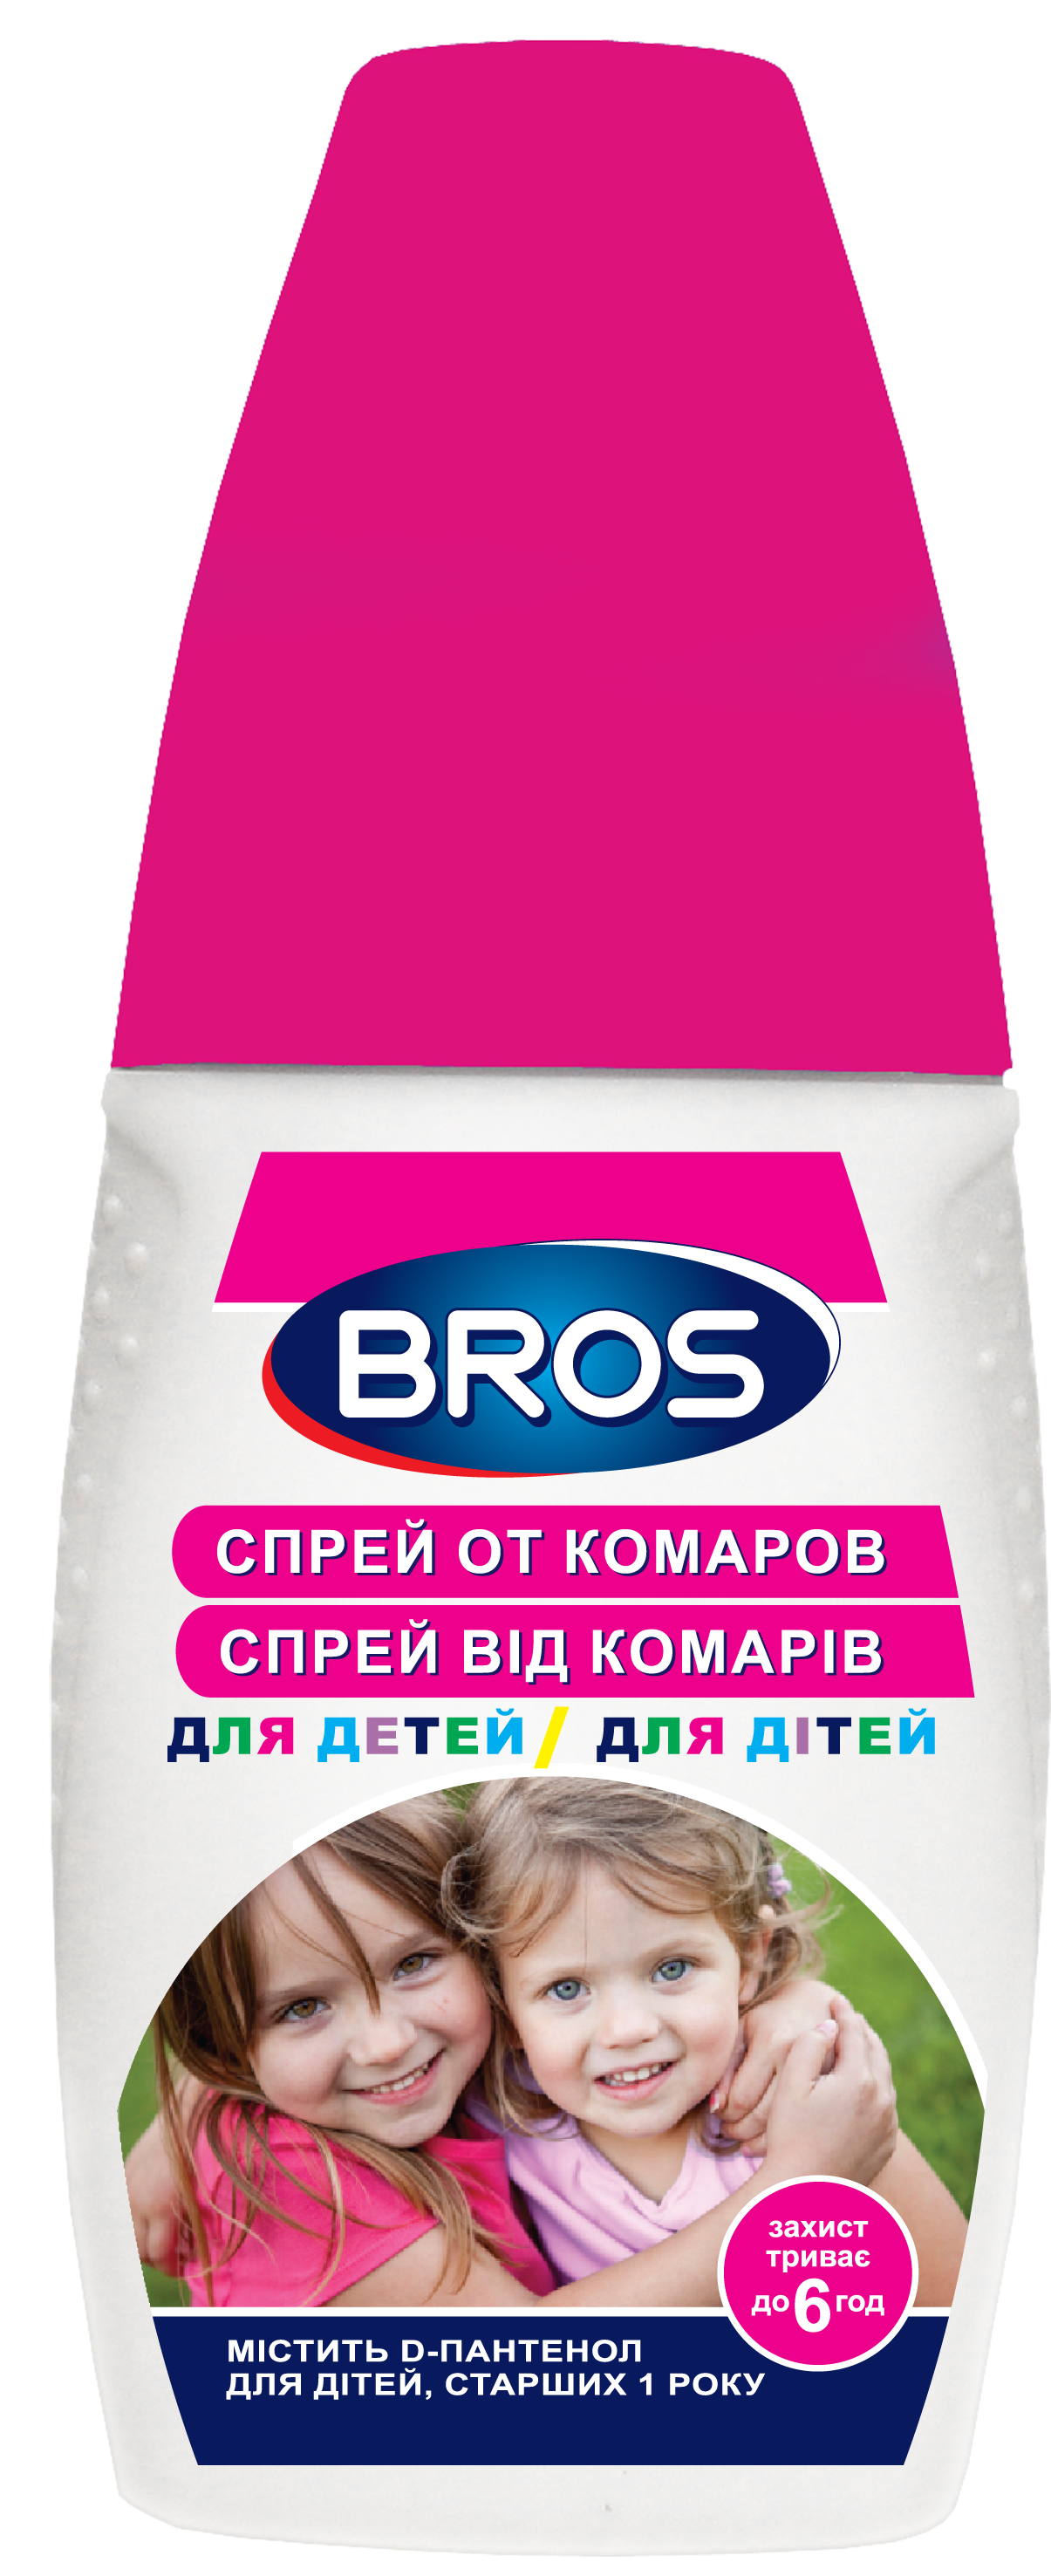 BROS
СПРЕЙ ОТ КОМАРОВ
СПРЕЙ ВІД КОМАРІВ
ДЛЯ ДЕТЕЙ / ДЛЯ ДІТЕЙ
захист
триває
до 6 год
МІСТИТЬ D-ПАНТЕНОЛ
ДЛЯ ДІТЕЙ, СТАРШИХ 1 РОКУ